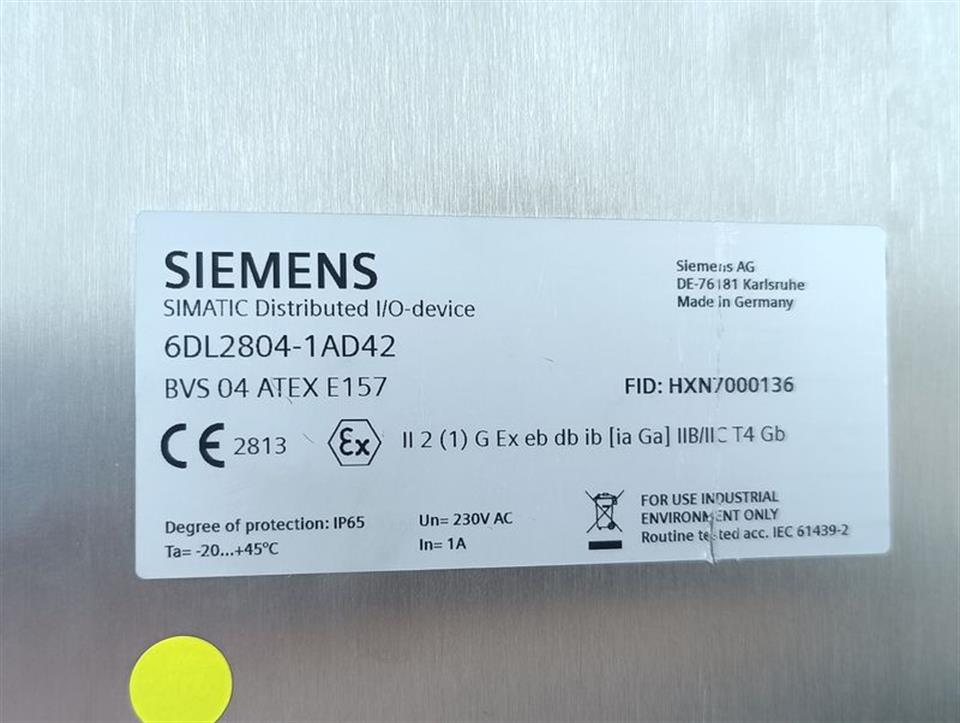 SIEMENS
SIMATIC Distributed I/O-device
6DL2804-1AD42
BVS 04 ATEX E157
Siemens AG
DE-76181 Karlsruhe
Made in Germany
FID: HXN7000136
CE 2813 Ex II 2 (1) G Ex eb db ib [ia Ga] IIB/IIC T4 Gb
Degree of protection: IP65
Ta= -20...+45°C
Un= 230V AC
In= 1A
FOR USE INDUSTRIAL
ENVIRONMENT ONLY
Routine tested acc. IEC 61439-2